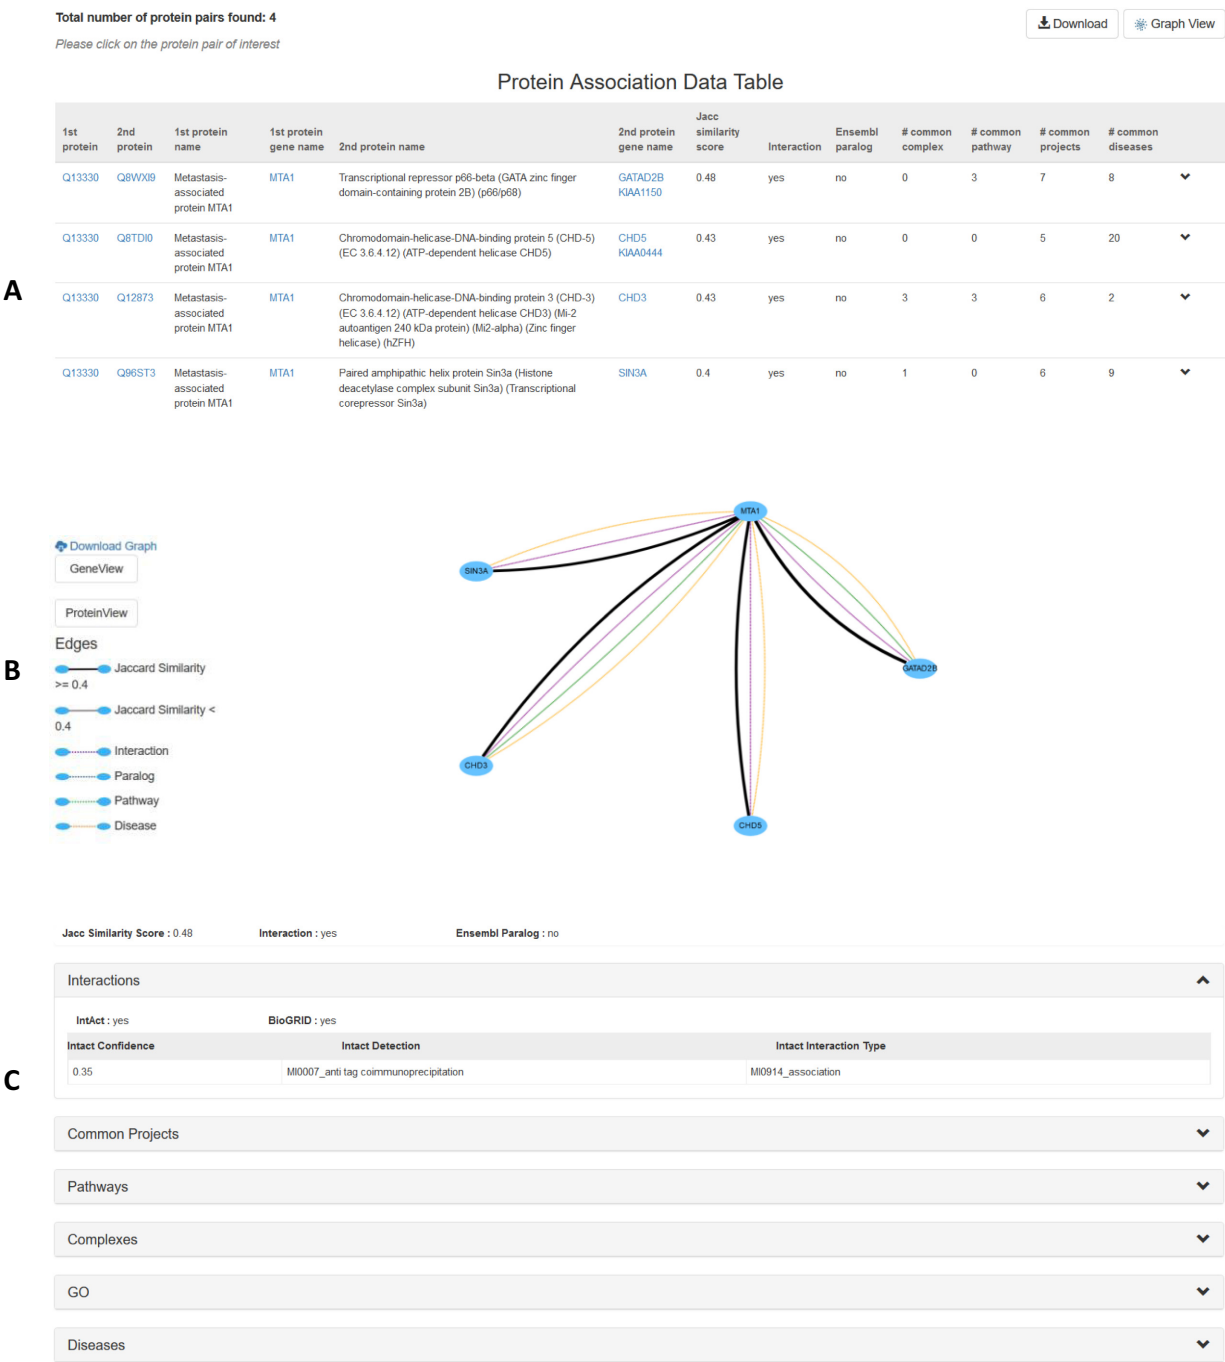 Total number of protein pairs found: 4
Download
Graph View
Please click on the protein pair of interest
Protein Association Data Table
1st protein
2nd protein
1st protein name
1st protein gene name
2nd protein name
2nd protein gene name
Jacc similarity score
Interaction
Ensembl paralog
# common complex
# common pathway
# common projects
# common diseases
Q13330 Q8WXI9 Metastasis- MTA1 Transcriptional repressor p66-beta (GATA zinc finger GATAD2B 0.48 yes no 0 3 7 8
associated domain-containing protein 2B) (p66/p68) KIAA1150
protein MTA1
Q13330 Q8TDI0 Metastasis- MTA1 Chromodomain-helicase-DNA-binding protein 5 (CHD-5) CHD5 0.43 yes no 0 0 5 20
associated (EC 3.6.4.12) (ATP-dependent helicase CHD5) KIAA0444
protein MTA1
A
Q13330 Q12873 Metastasis- MTA1 Chromodomain-helicase-DNA-binding protein 3 (CHD-3) CHD3 0.43 yes no 3 3 6 2
associated (EC 3.6.4.12) (ATP-dependent helicase CHD3) (Mi-2
protein MTA1 autoantigen 240 kDa protein) (Mi2-alpha) (Zinc finger
helicase) (hZFH)
Q13330 Q96ST3 Metastasis- MTA1 Paired amphipathic helix protein Sin3a (Histone SIN3A 0.4 yes no 1 0 6 9
associated deacetylase complex subunit Sin3a) (Transcriptional
protein MTA1 corepressor Sin3a)
B
Download Graph
GeneView
ProteinView
Edges
Jaccard Similarity
>= 0.4
Jaccard Similarity <
0.4
Interaction
Paralog
Pathway
Disease
MTA1
SIN3A
GATAD2B
CHD3
CHD5
C
Jacc Similarity Score : 0.48 Interaction : yes Ensembl Paralog : no
Interactions
IntAct : yes BioGRID : yes
Intact Confidence Intact Detection Intact Interaction Type
0.35 MI0007_anti tag coimmunoprecipitation MI0914_association
Common Projects
Pathways
Complexes
GO
Diseases